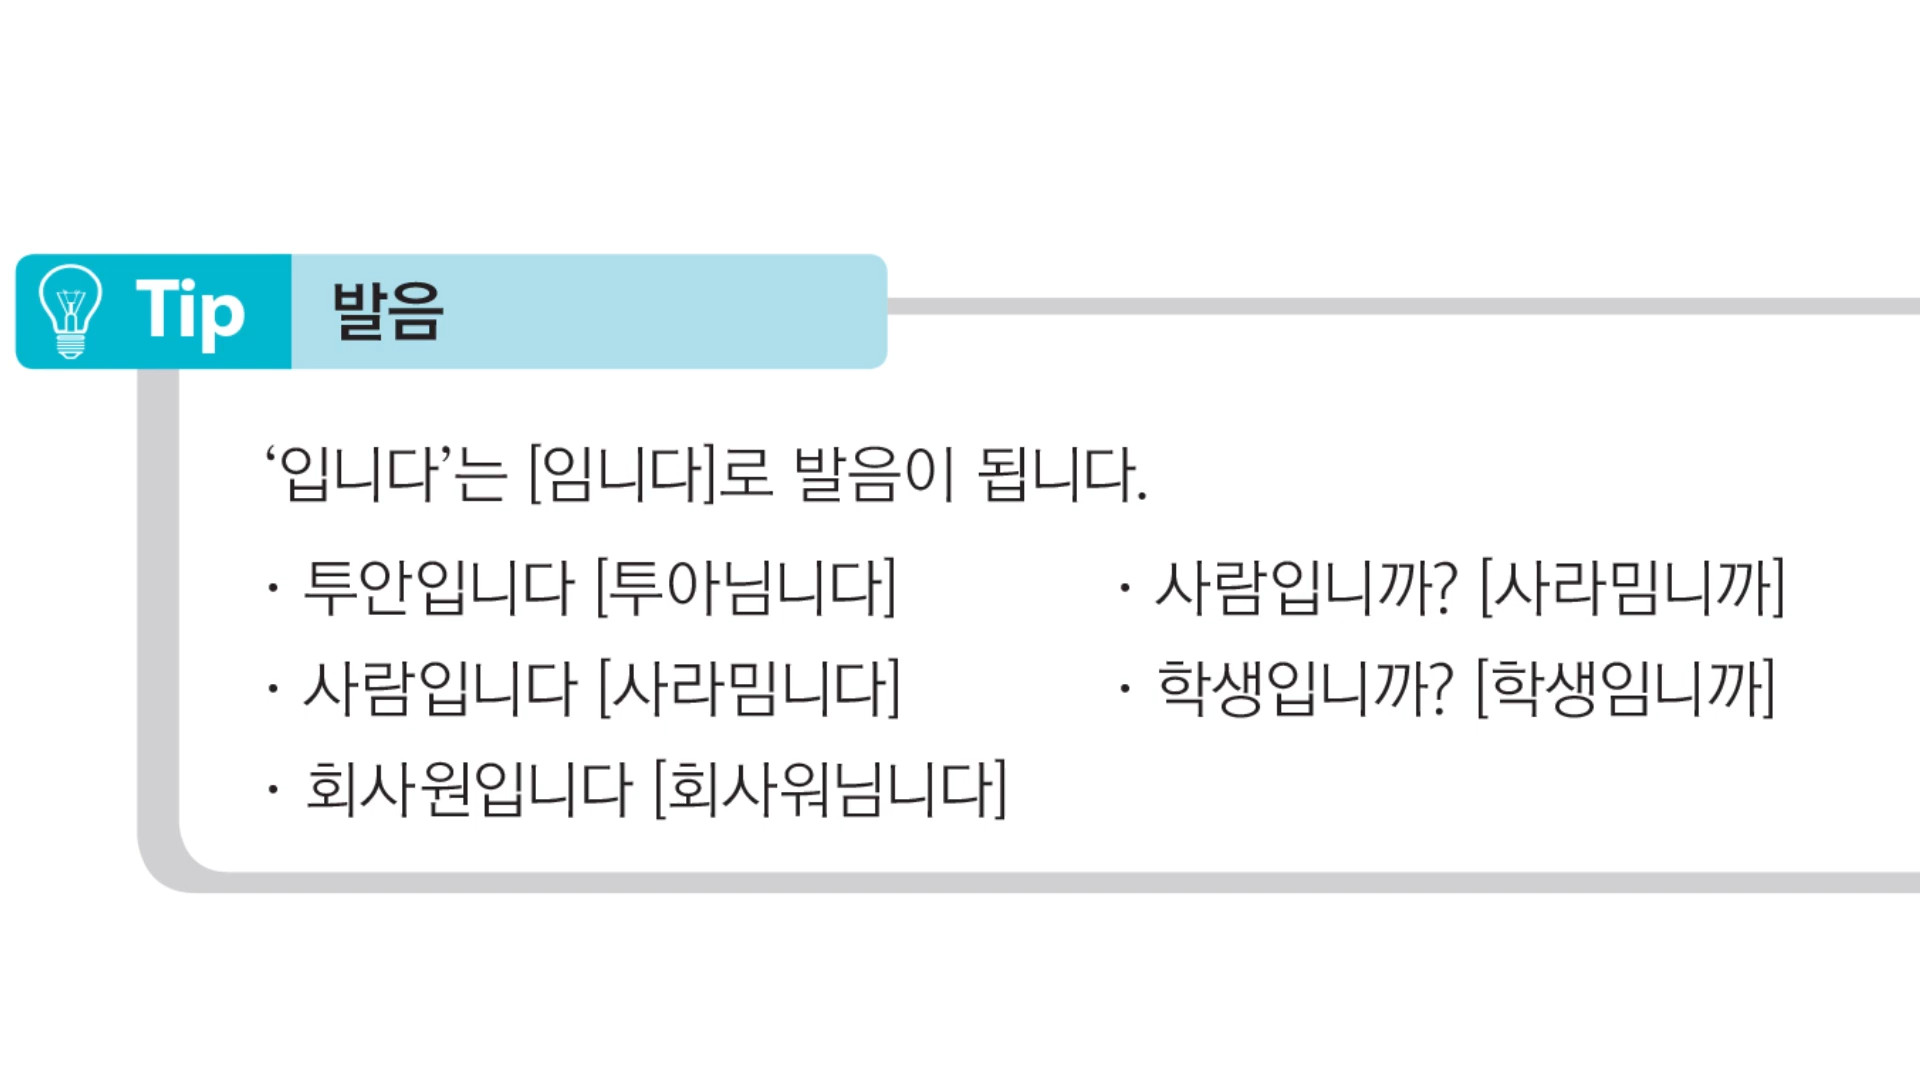 Tip 발음
‘입니다’는 [임니다]로 발음이 됩니다.
· 투안입니다 [투아님니다] · 사람입니까? [사라밈니까]
· 사람입니다 [사라밈니다] · 학생입니까? [학생임니까]
· 회사원입니다 [회사워님니다]